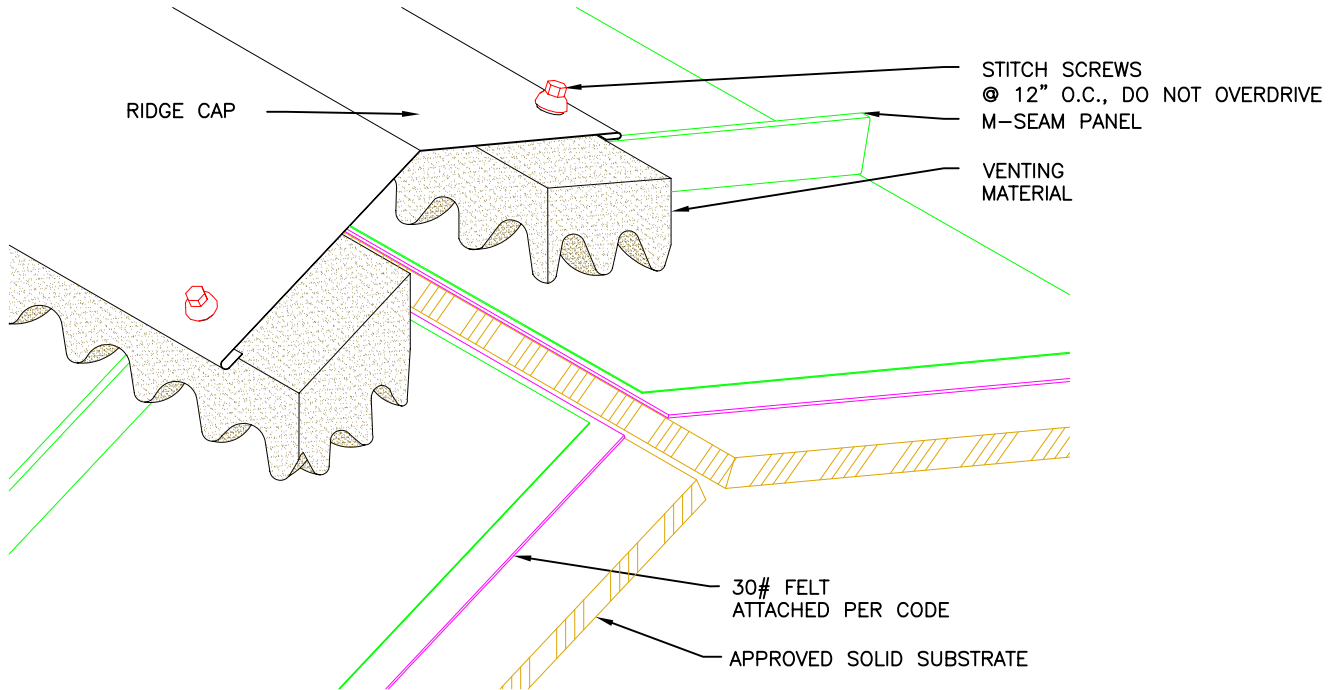 RIDGE CAP
STITCH SCREWS
@ 12" O.C., DO NOT OVERDRIVE
M-SEAM PANEL
VENTING
MATERIAL
30# FELT
ATTACHED PER CODE
APPROVED SOLID SUBSTRATE